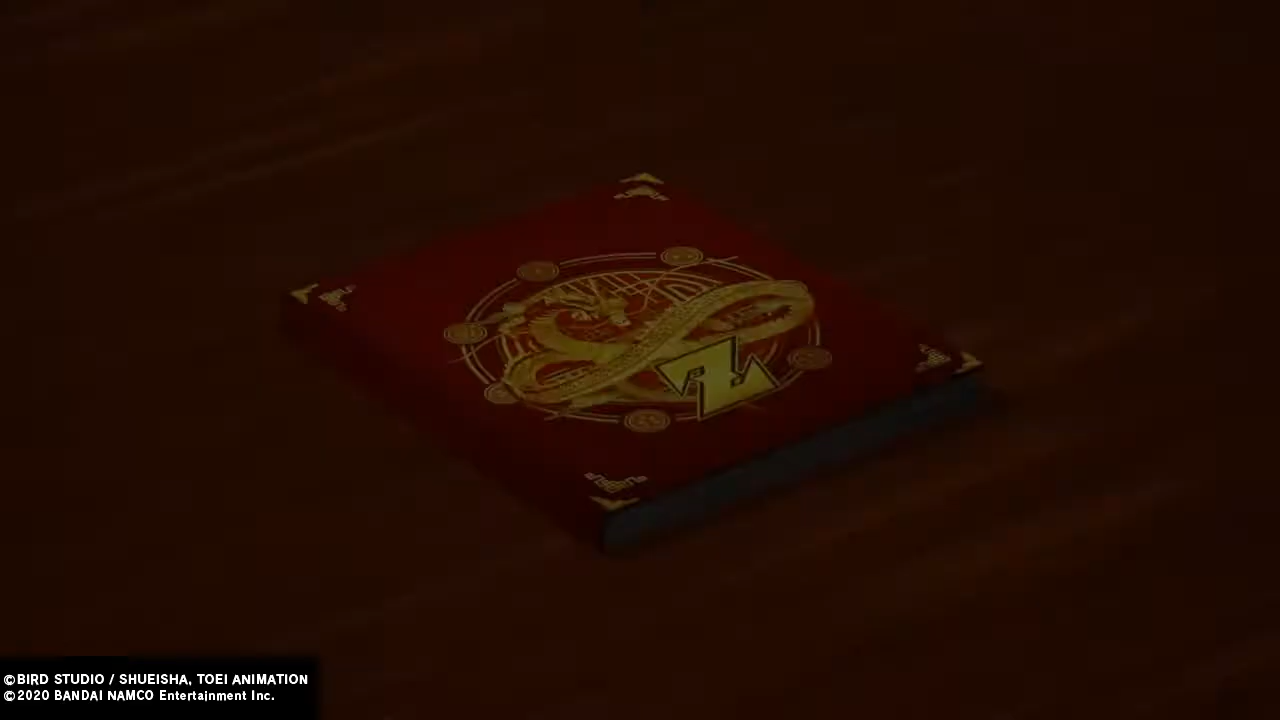 Z
©BIRD STUDIO / SHUEISHA, TOEI ANIMATION
©2020 BANDAI NAMCO Entertainment Inc.